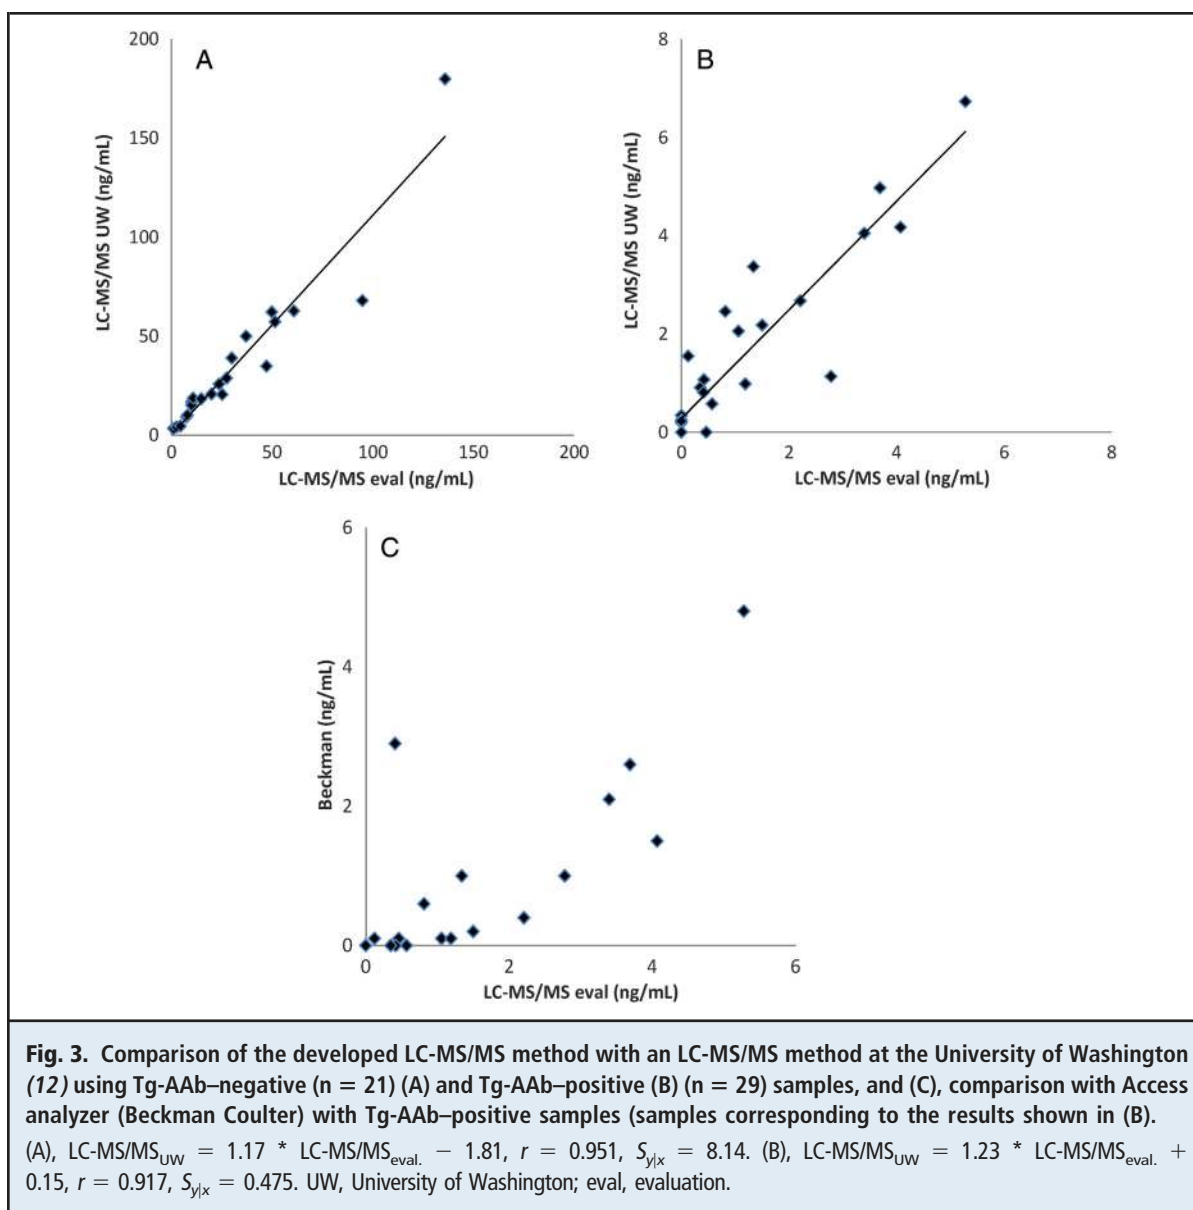 A
LC-MS/MS UW (ng/mL)
200
150
100
50
0
0 50 100 150 200
LC-MS/MS eval (ng/mL)
B
LC-MS/MS UW (ng/mL)
8
6
4
2
0
0 2 4 6 8
LC-MS/MS eval (ng/mL)
C
Beckman (ng/mL)
6
4
2
0
0 2 4 6
LC-MS/MS eval (ng/mL)
Fig. 3. Comparison of the developed LC-MS/MS method with an LC-MS/MS method at the University of Washington
(12) using Tg-AAb–negative (n = 21) (A) and Tg-AAb–positive (B) (n = 29) samples, and (C), comparison with Access
analyzer (Beckman Coulter) with Tg-AAb–positive samples (samples corresponding to the results shown in (B).
(A), LC-MS/MS_UW = 1.17 * LC-MS/MS_eval. − 1.81, r = 0.951, S_y|x = 8.14. (B), LC-MS/MS_UW = 1.23 * LC-MS/MS_eval. +
0.15, r = 0.917, S_y|x = 0.475. UW, University of Washington; eval, evaluation.